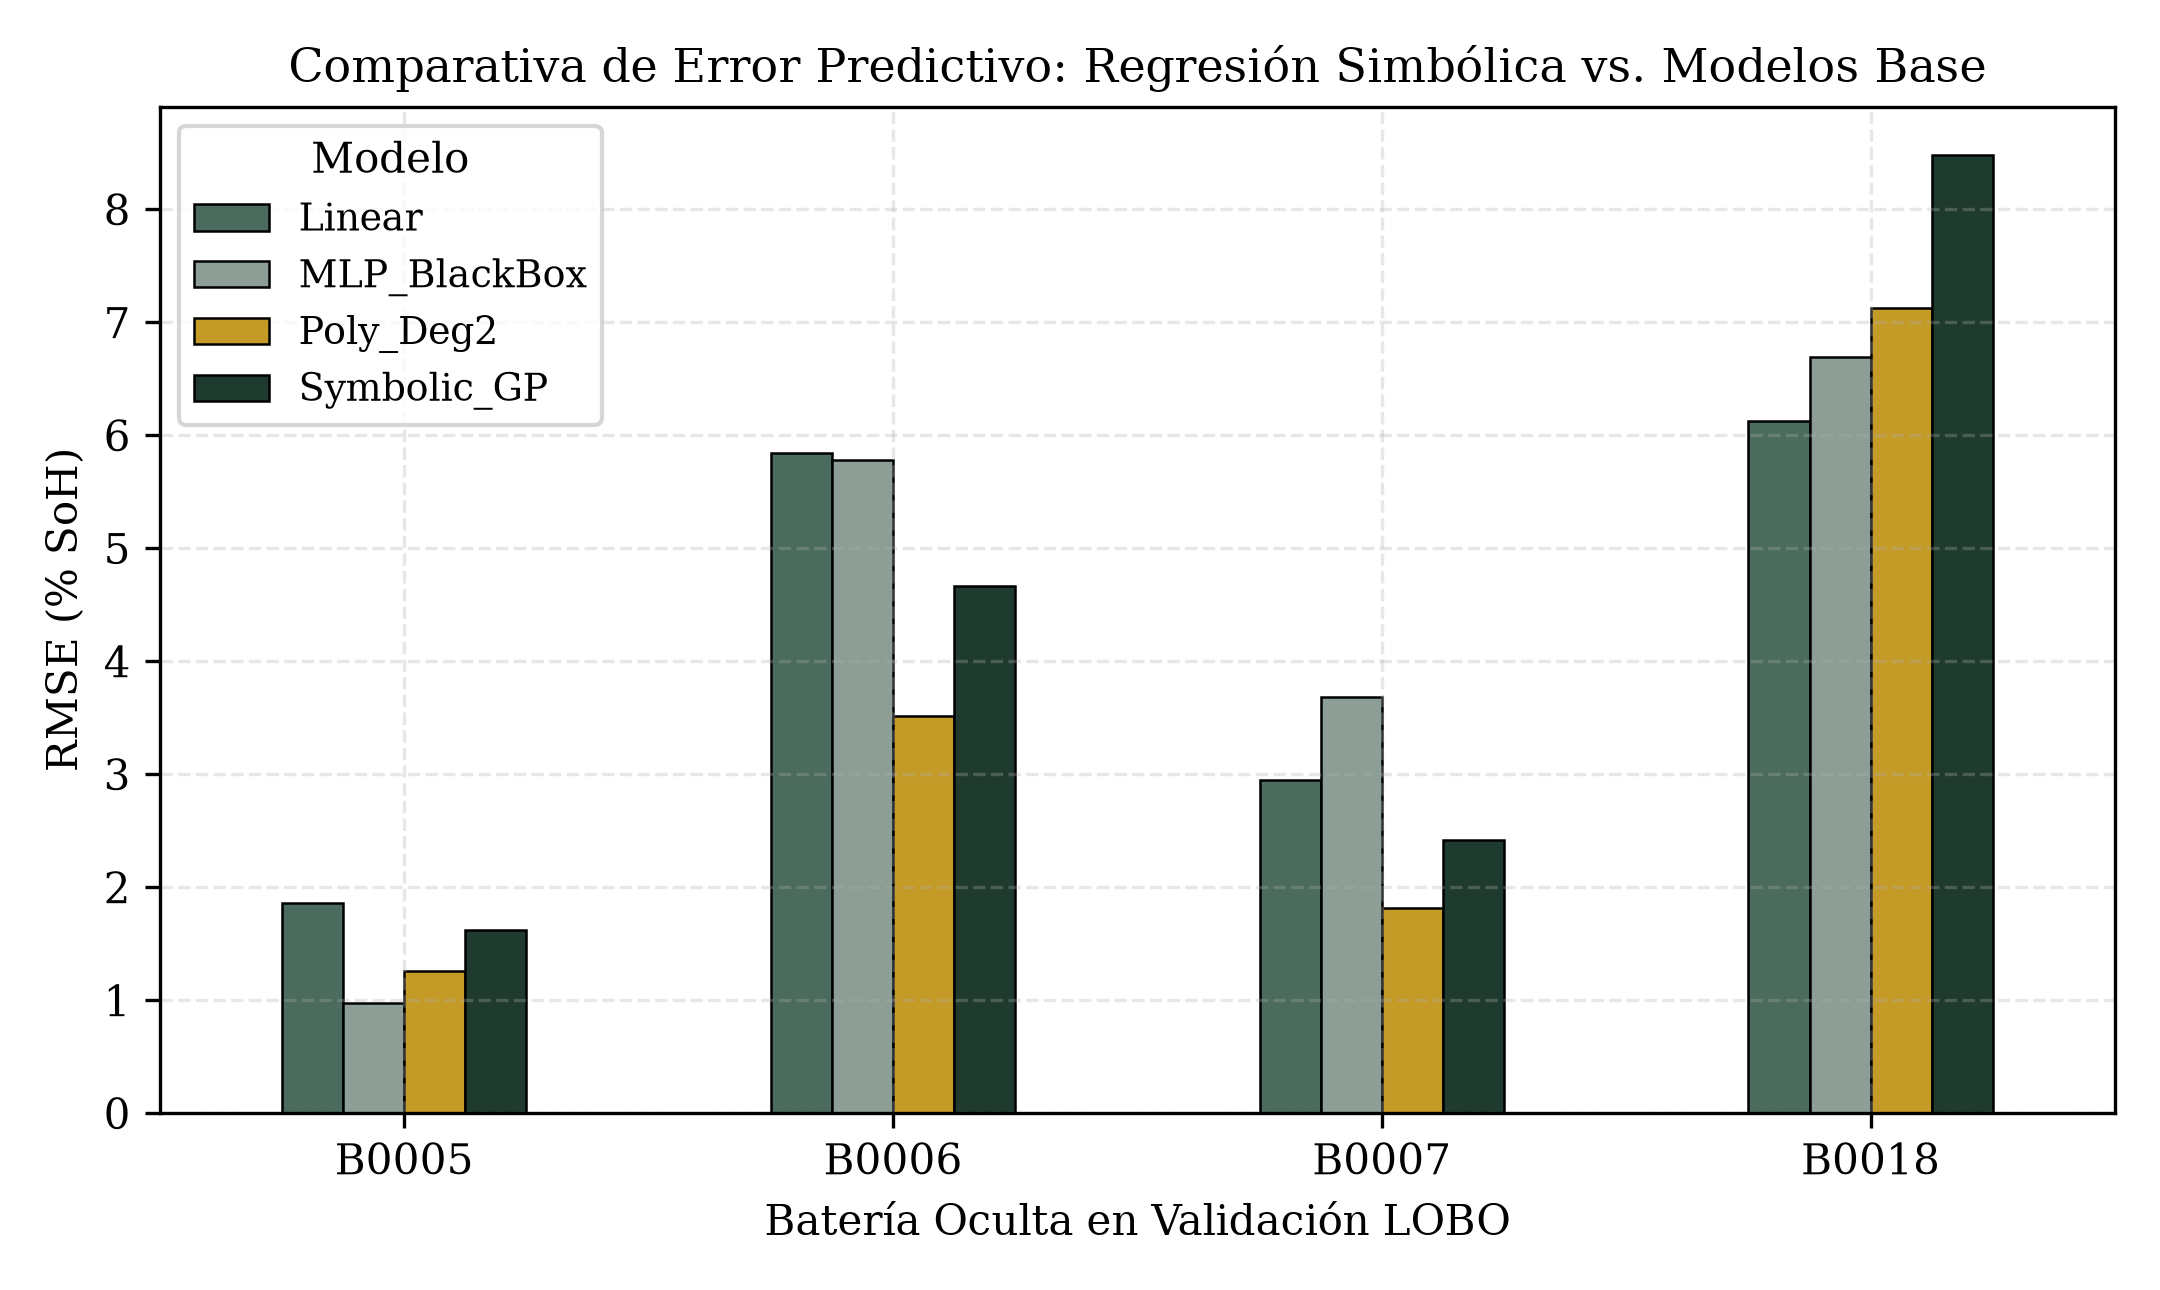 Comparativa de Error Predictivo: Regresión Simbólica vs. Modelos Base
Modelo
Linear
MLP_BlackBox
Poly_Deg2
Symbolic_GP
RMSE (% SoH)
8
7
6
5
4
3
2
1
0
B0005 B0006 B0007 B0018
Batería Oculta en Validación LOBO